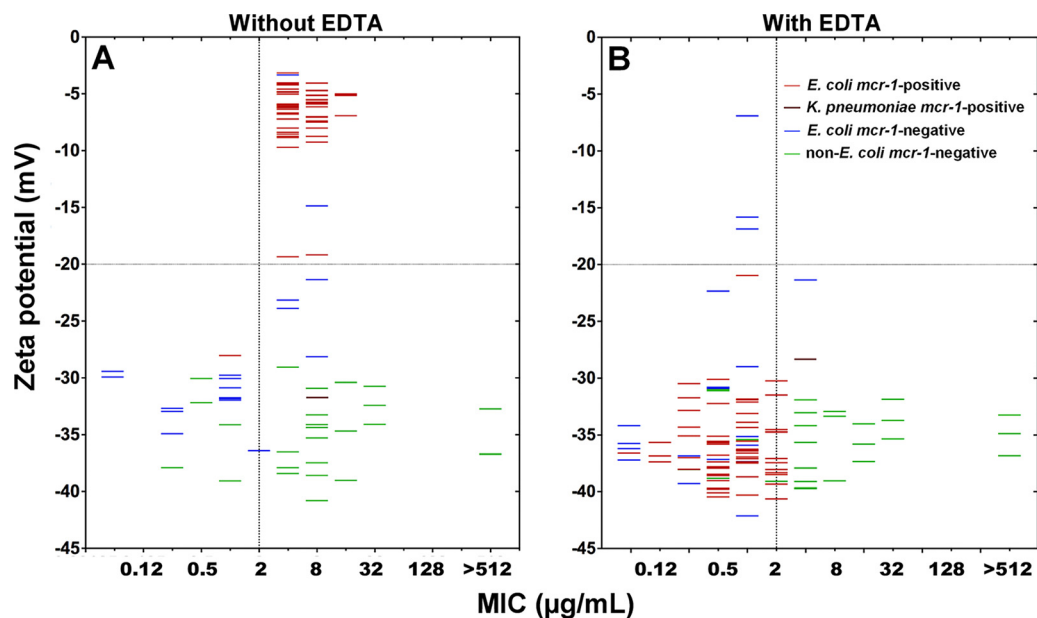 Without EDTA
With EDTA
A
B
0
-5
-10
-15
-20
-25
-30
-35
-40
-45
Zeta potential (mV)
0
-5
-10
-15
-20
-25
-30
-35
-40
-45
E. coli mcr-1-positive
K. pneumoniae mcr-1-positive
E. coli mcr-1-negative
non-E. coli mcr-1-negative
0.12 0.5 2 8 32 128 >512
0.12 0.5 2 8 32 128 >512
MIC (µg/mL)